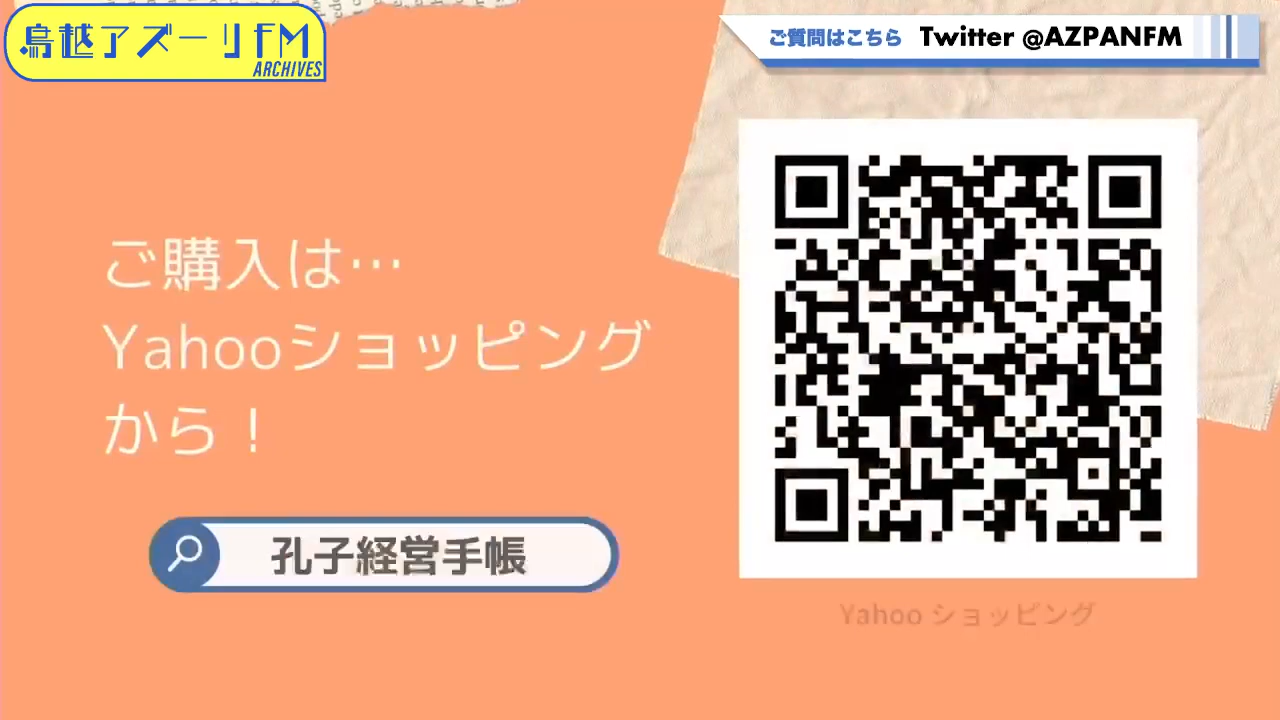 鳥越アズーリFM
ARCHIVES
ご質問はこちら Twitter @AZPANFM
ご購入は…
Yahooショッピング
から！
孔子経営手帳
Yahoo ショッピング